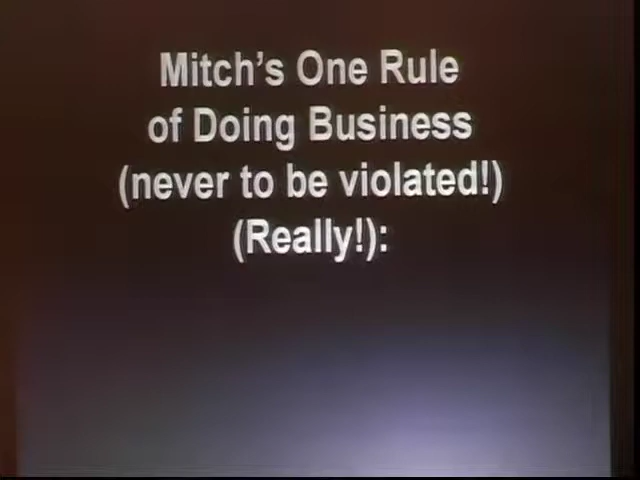 Mitch's One Rule
of Doing Business
(never to be violated!)
(Really!):